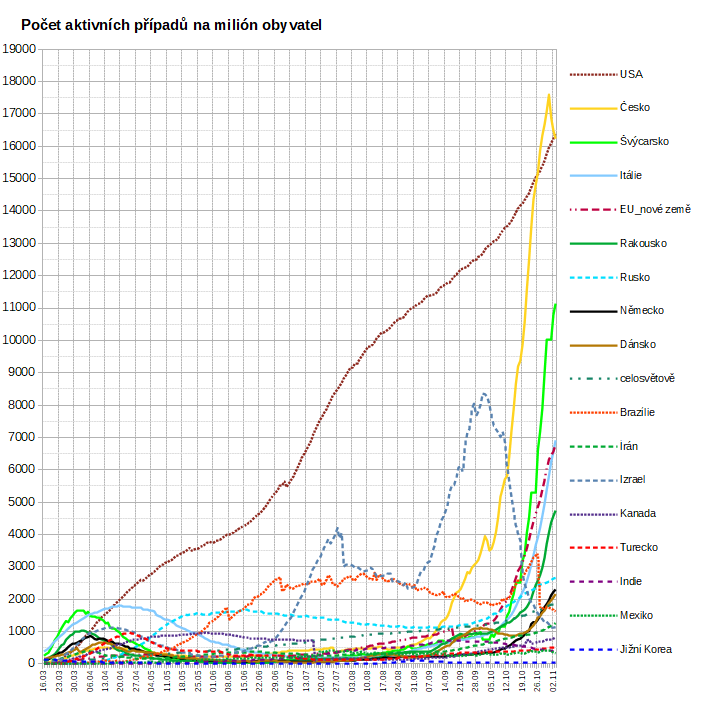 Počet aktivních případů na milión obyvatel
19000
18000
17000
16000
15000
14000
13000
12000
11000
10000
9000
8000
7000
6000
5000
4000
3000
2000
1000
0
USA
Česko
Švýcarsko
Itálie
EU_nové země
Rakousko
Rusko
Německo
Dánsko
celosvětově
Brazílie
Írán
Izrael
Kanada
Turecko
Indie
Mexiko
Jižní Korea
16.03
23.03
30.03
06.04
13.04
20.04
27.04
04.05
11.05
18.05
25.05
01.06
08.06
15.06
22.06
29.06
06.07
13.07
20.07
27.07
03.08
10.08
17.08
24.08
31.08
07.09
14.09
21.09
28.09
05.10
12.10
19.10
26.10
02.11